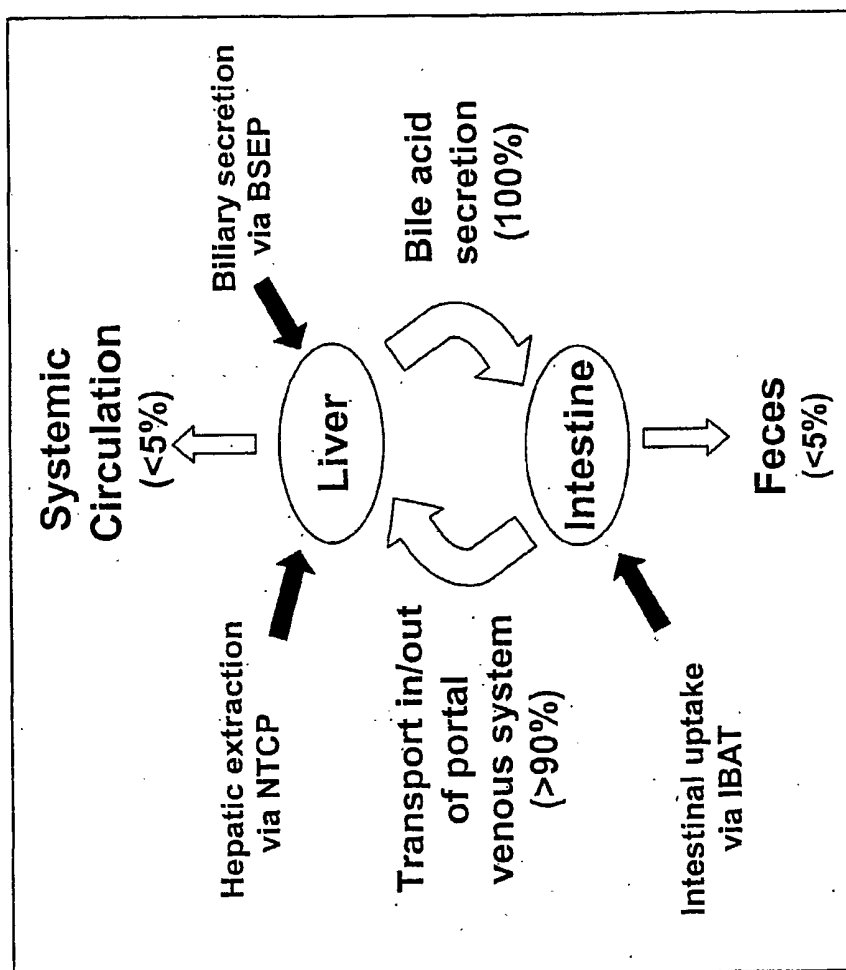 Systemic
Circulation
(<5%)
Hepatic extraction
via NTCP
Biliary secretion
via BSEP
Liver
Transport in/out
of portal
venous system
(>90%)
Bile acid
secretion
(100%)
Intestine
Intestinal uptake
via IBAT
Feces
(<5%)